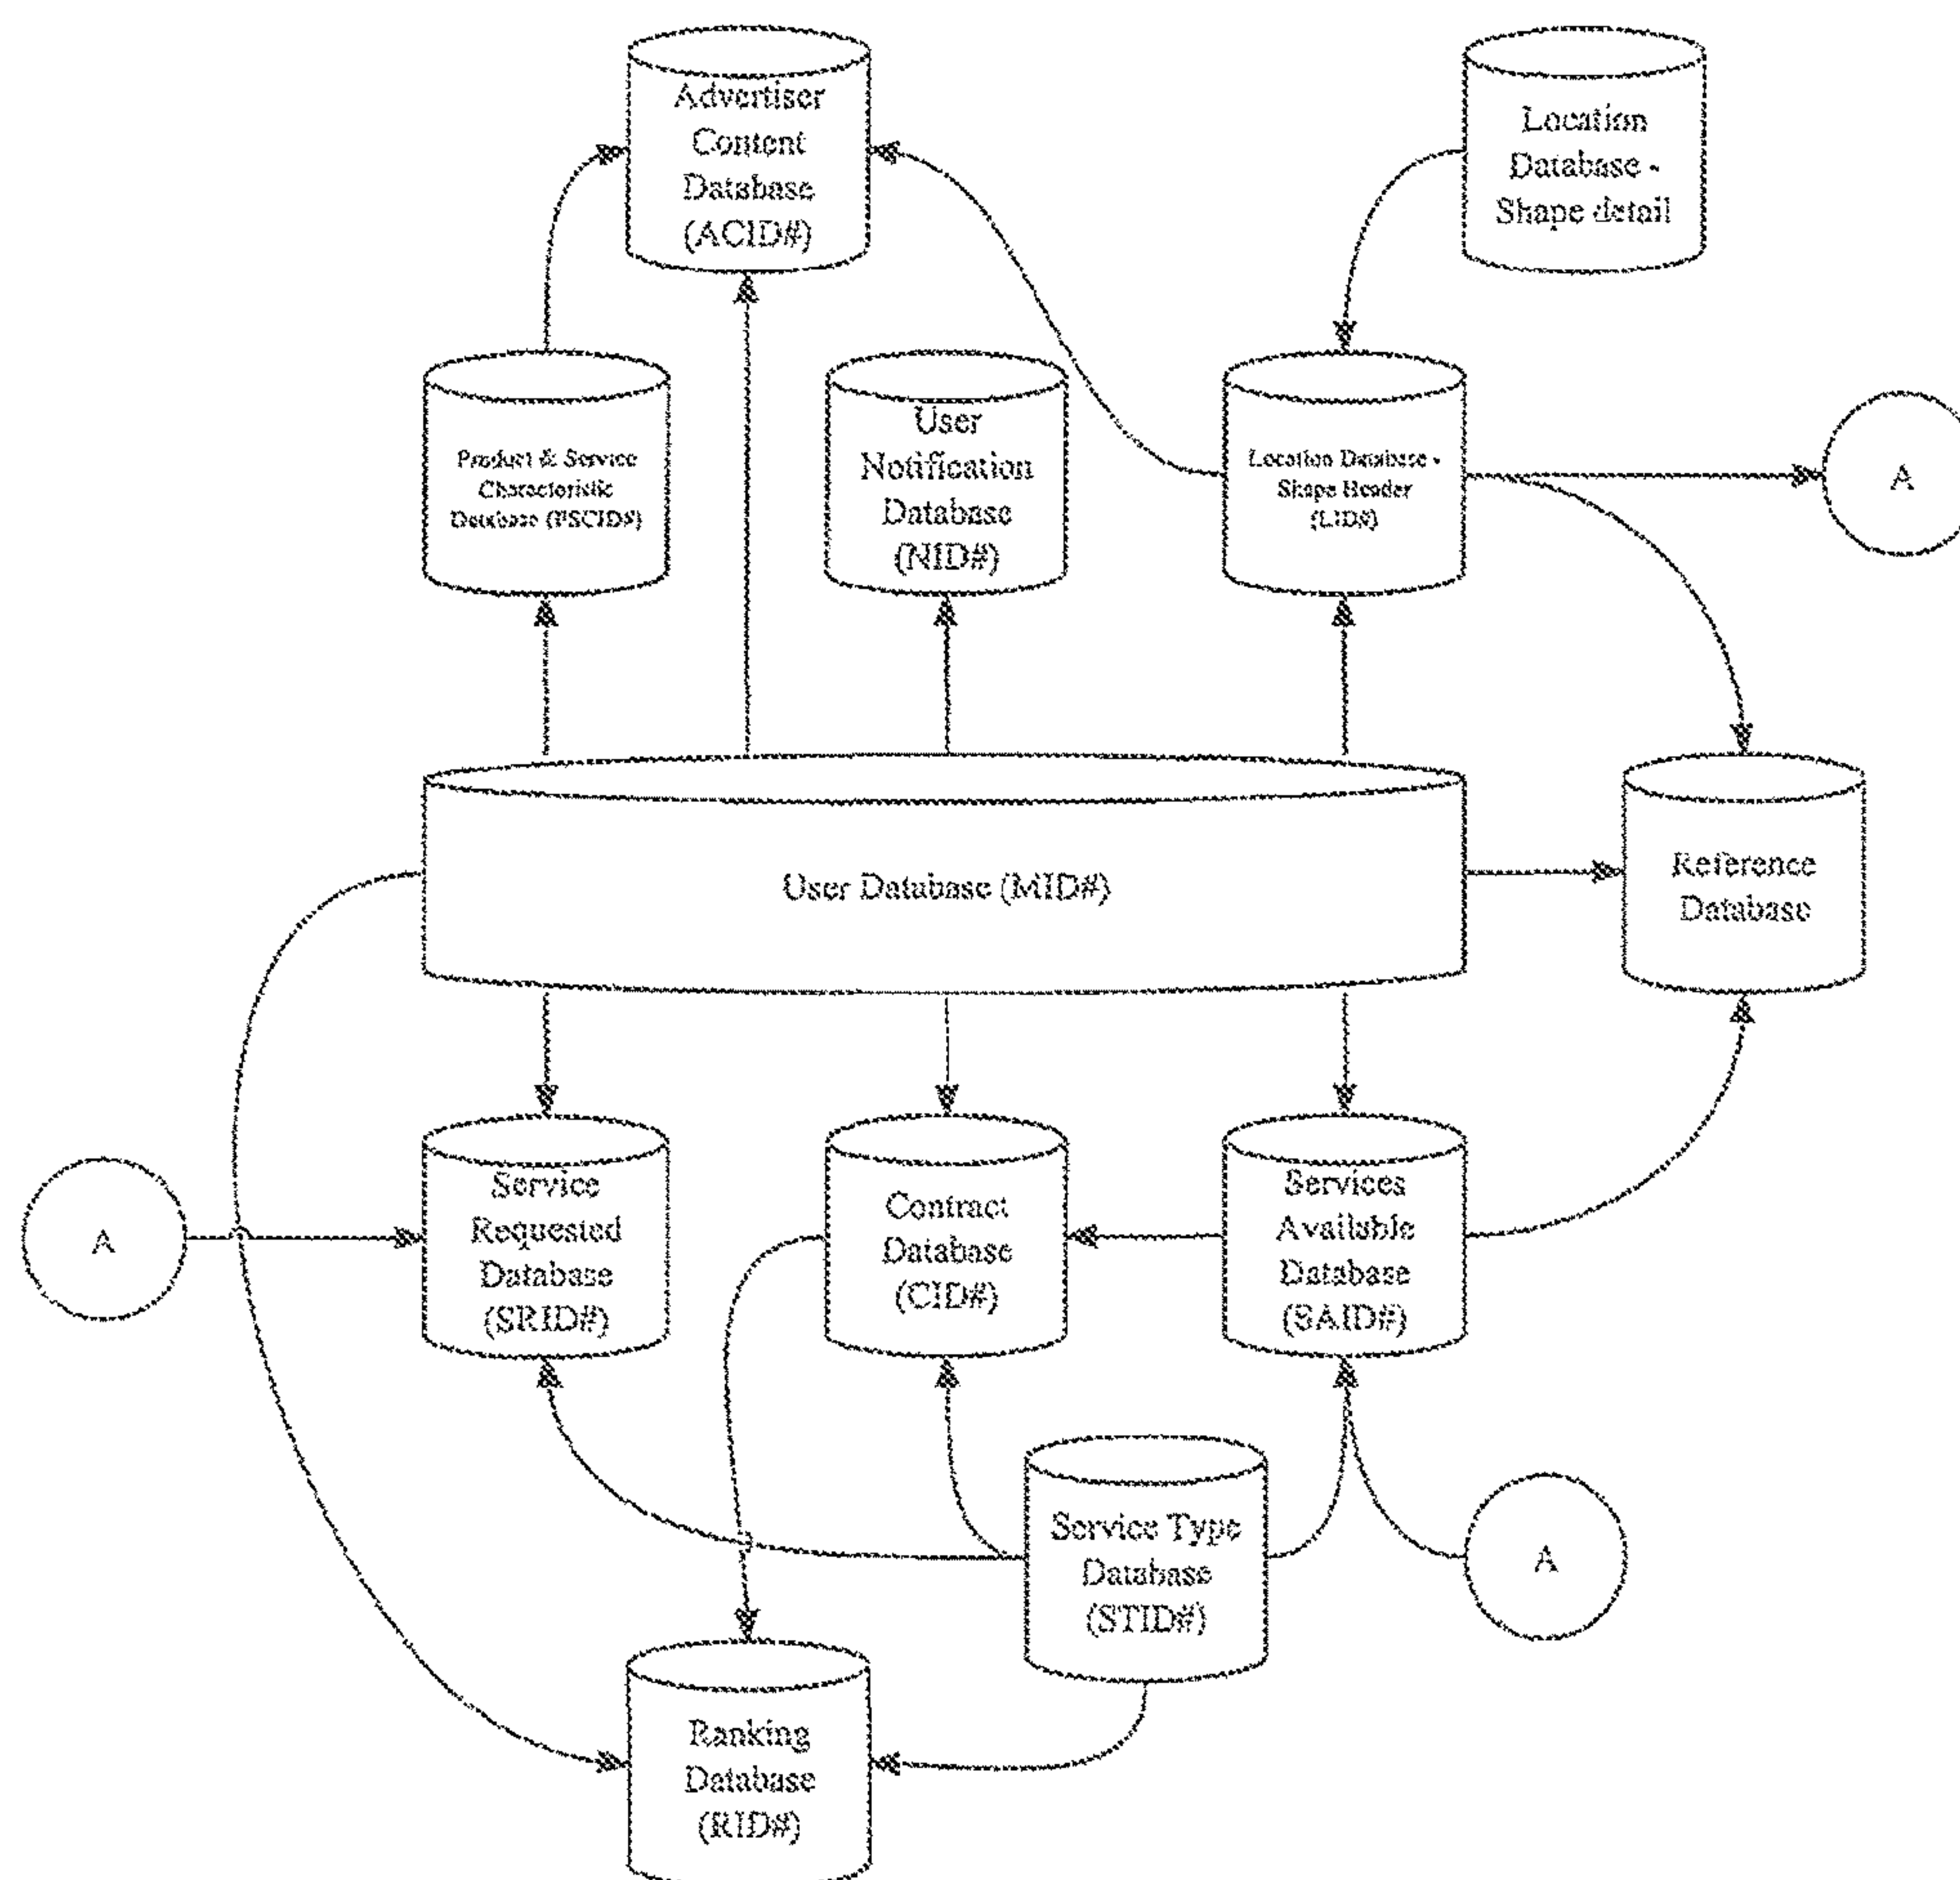 Advertiser
Content
Database
(ACID#)
Location
Database -
Shape detail
Product & Service
Characteristic
Database (PSCID#)
User
Notification
Database
(NID#)
Location Database -
Shape Header
(LID#)
A
User Database (MID#)
Reference
Database
A
Service
Requested
Database
(SRID#)
Contract
Database
(CID#)
Services
Available
Database
(SAID#)
Service Type
Database
(STID#)
A
Ranking
Database
(RID#)